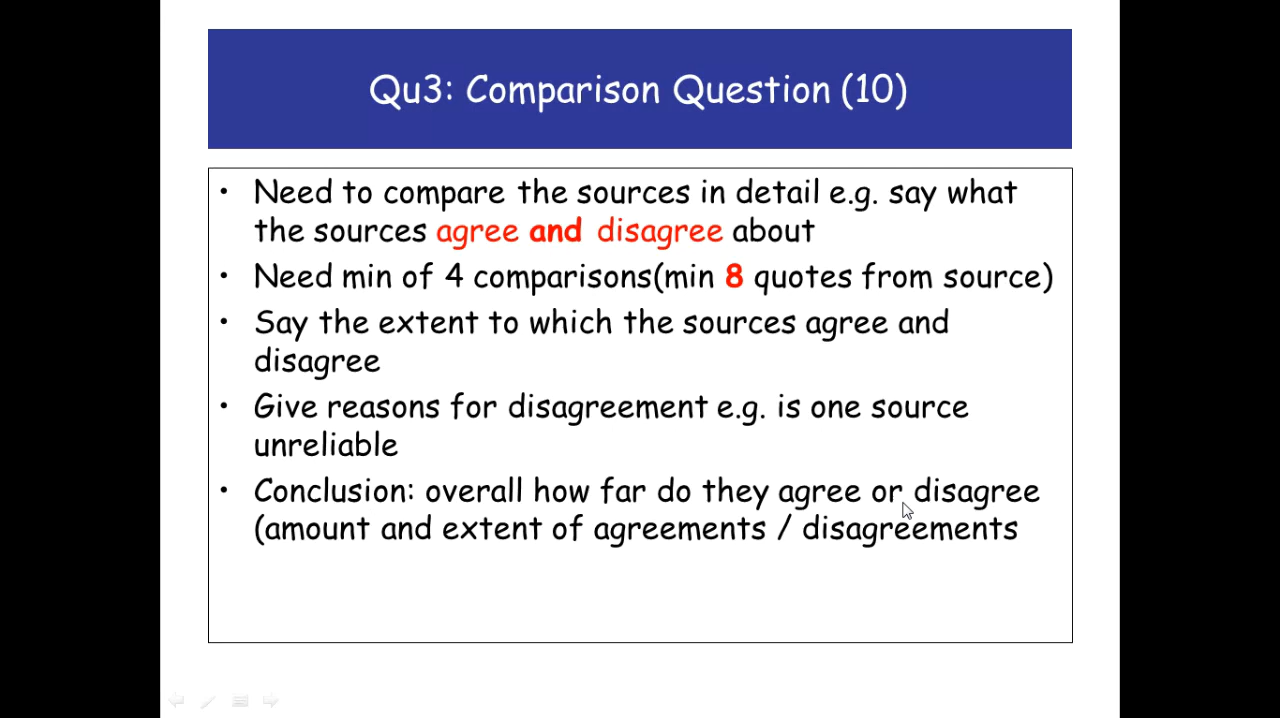 Qu3: Comparison Question (10)
• Need to compare the sources in detail e.g. say what
the sources agree and disagree about
• Need min of 4 comparisons(min 8 quotes from source)
• Say the extent to which the sources agree and
disagree
• Give reasons for disagreement e.g. is one source
unreliable
• Conclusion: overall how far do they agree or disagree
(amount and extent of agreements / disagreements